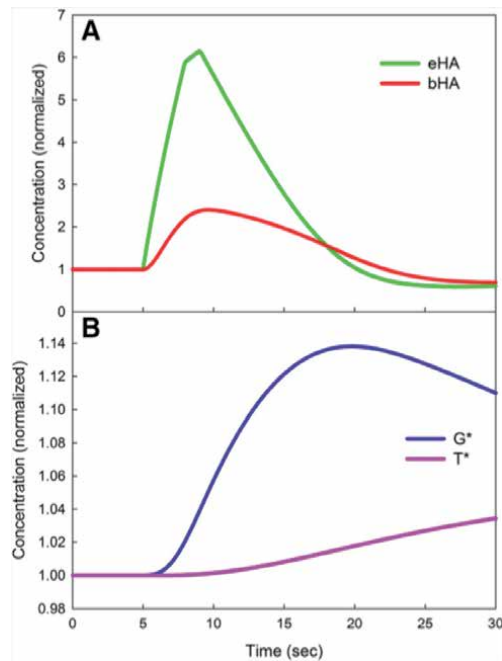 A
7
6
5
4
3
2
1
0
Concentration (normalized)
eHA
bHA
B
1.14
1.12
1.10
1.08
1.06
1.04
1.02
1.00
0.98
Concentration (normalized)
G*
T*
0 5 10 15 20 25 30
Time (sec)